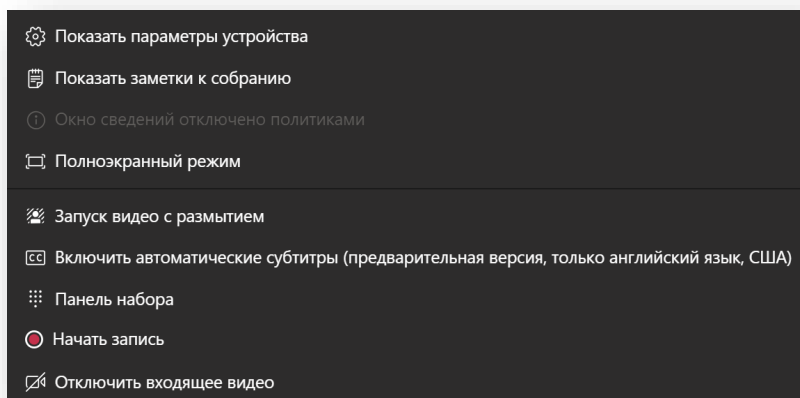 Показать параметры устройства
Показать заметки к собранию
Окно сведений отключено политиками
Полноэкранный режим
Запуск видео с размытием
CC Включить автоматические субтитры (предварительная версия, только английский язык, США)
Панель набора
Начать запись
Отключить входящее видео